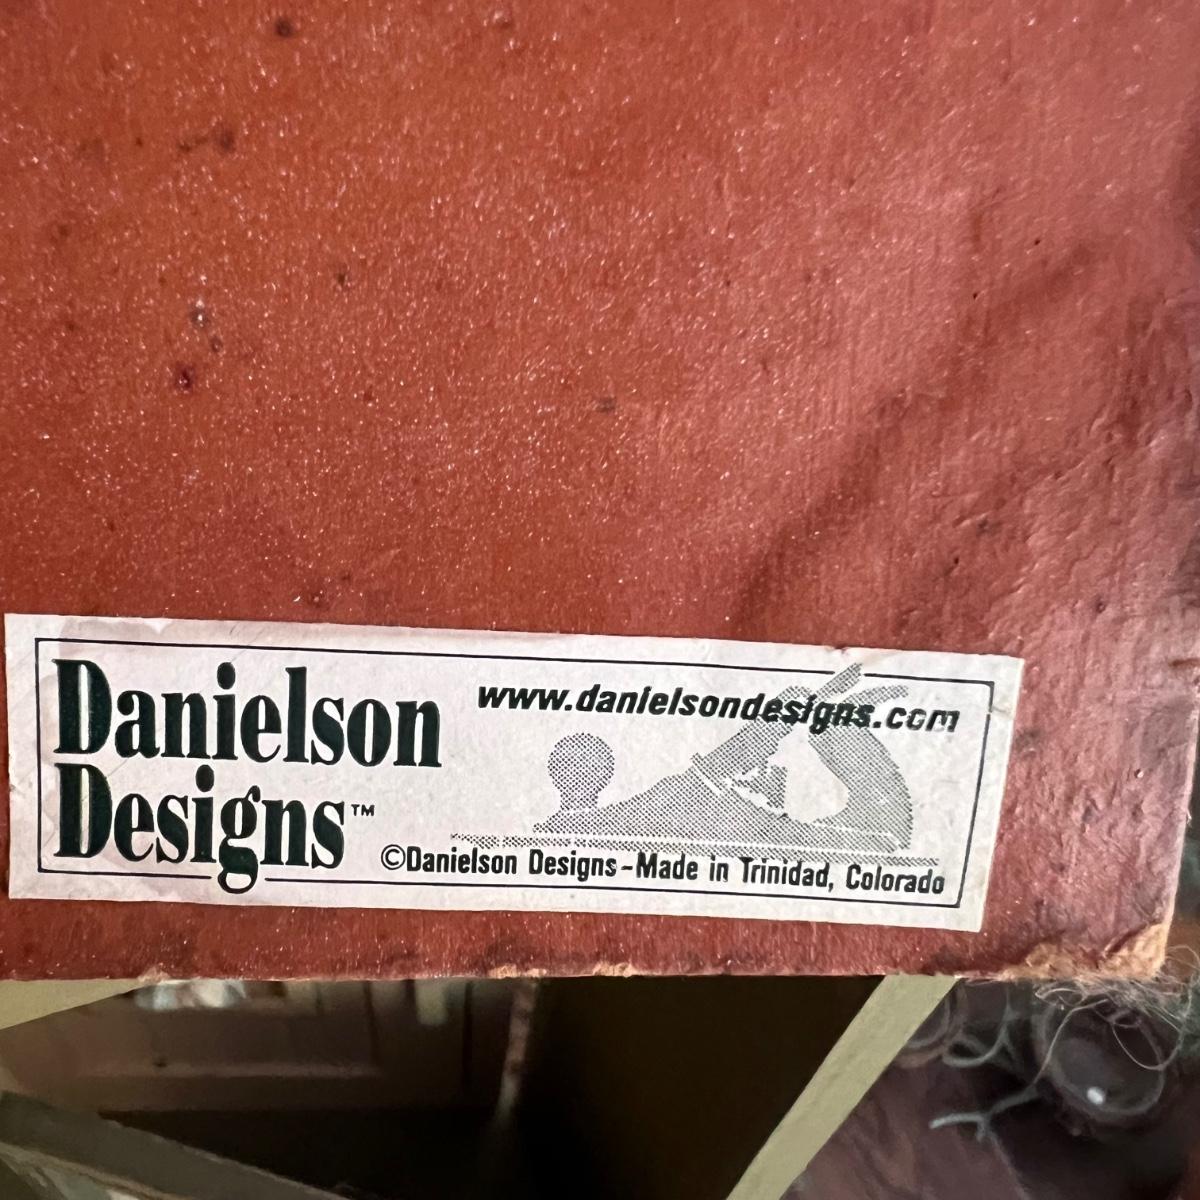 Danielson
Designs™
www.danielsondesigns.com
©Danielson Designs-Made in Trinidad, Colorado